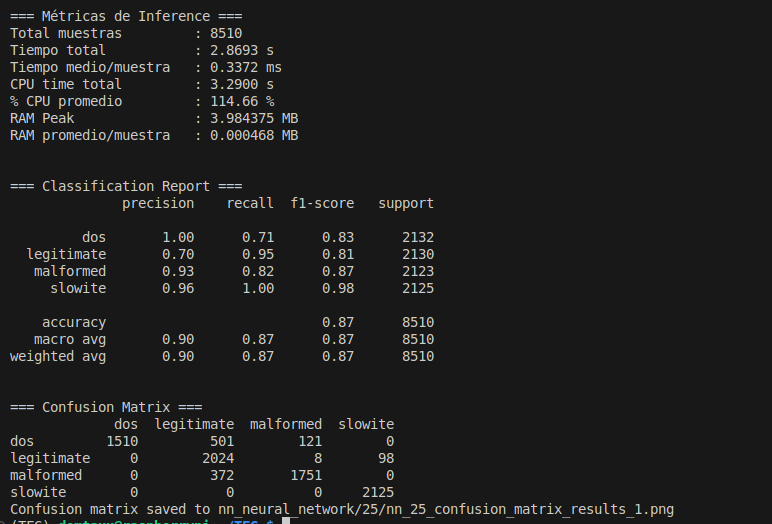 === Métricas de Inference ===
Total muestras : 8510
Tiempo total : 2.8693 s
Tiempo medio/muestra : 0.3372 ms
CPU time total : 3.2900 s
% CPU promedio : 114.66 %
RAM Peak : 3.984375 MB
RAM promedio/muestra : 0.000468 MB
=== Classification Report ===
precision recall f1-score support
dos 1.00 0.71 0.83 2132
legitimate 0.70 0.95 0.81 2130
malformed 0.93 0.82 0.87 2123
slowite 0.96 1.00 0.98 2125
accuracy 0.87 8510
macro avg 0.90 0.87 0.87 8510
weighted avg 0.90 0.87 0.87 8510
=== Confusion Matrix ===
dos legitimate malformed slowite
dos 1510 501 121 0
legitimate 0 2024 8 98
malformed 0 372 1751 0
slowite 0 0 0 2125
Confusion matrix saved to nn_neural_network/25/nn_25_confusion_matrix_results_1.png